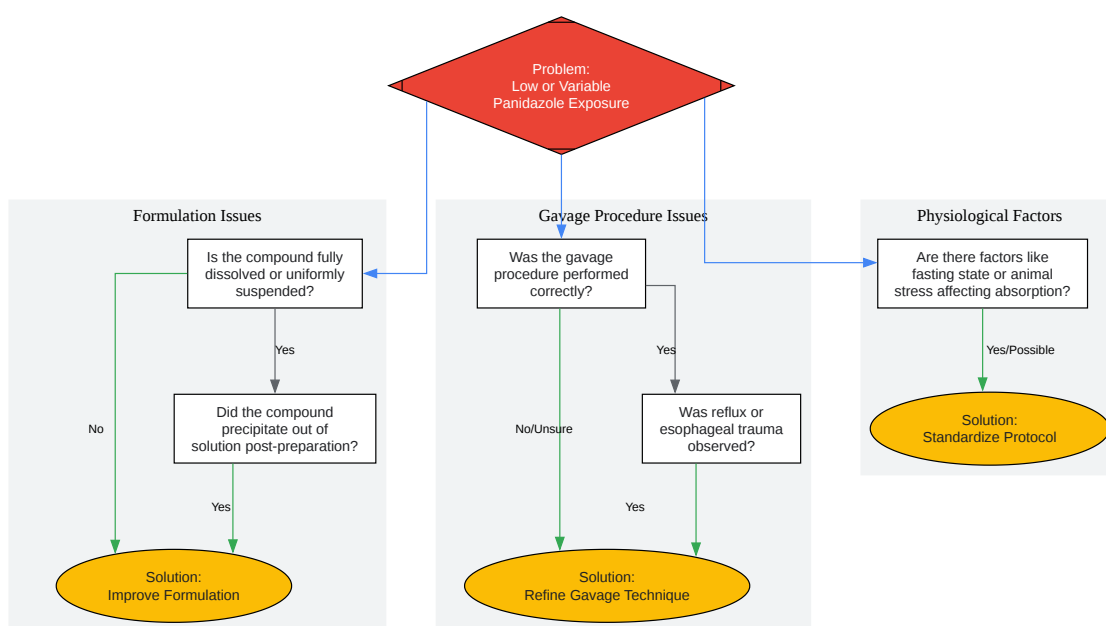 Problem:
Low or Variable
Panidazole Exposure
Formulation Issues
Is the compound fully
dissolved or uniformly
suspended?
Yes
No
Did the compound
precipitate out of
solution post-preparation?
Yes
Solution:
Improve Formulation
Gavage Procedure Issues
Was the gavage
procedure performed
correctly?
Yes
No/Unsure
Was reflux or
esophageal trauma
observed?
Yes
Solution:
Refine Gavage Technique
Physiological Factors
Are there factors like
fasting state or animal
stress affecting absorption?
Yes/Possible
Solution:
Standardize Protocol